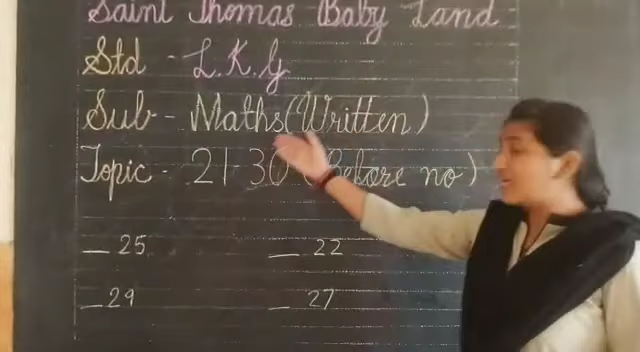 Saint Thomas Baby Land
Std - L.K.G
Sub - Maths (Written)
Topic - 21-30 (Before no)
_ 25 _ 22
_ 29 _ 27